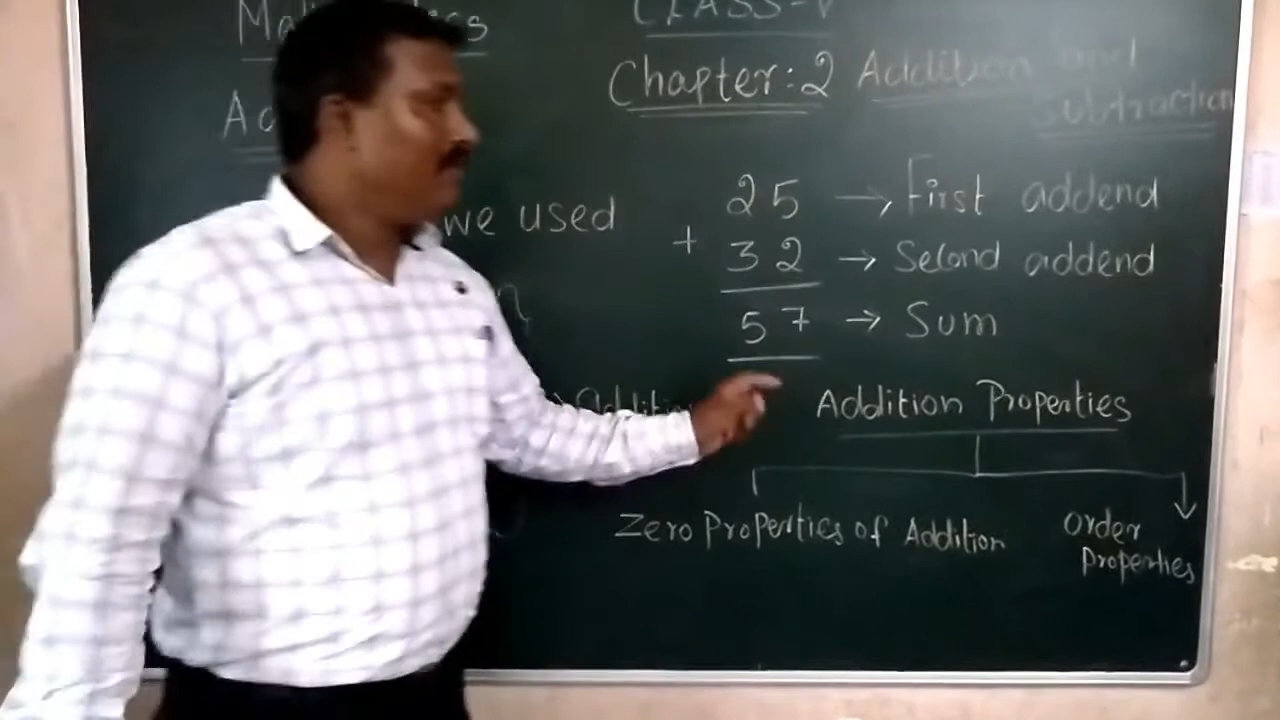 CLASS-V
Chapter:2 Addition and
Subtraction
we used
25 → First addend
+ 32 → Second addend
57 → Sum
Addition Properties
Zero Properties of Addition
Order
Properties